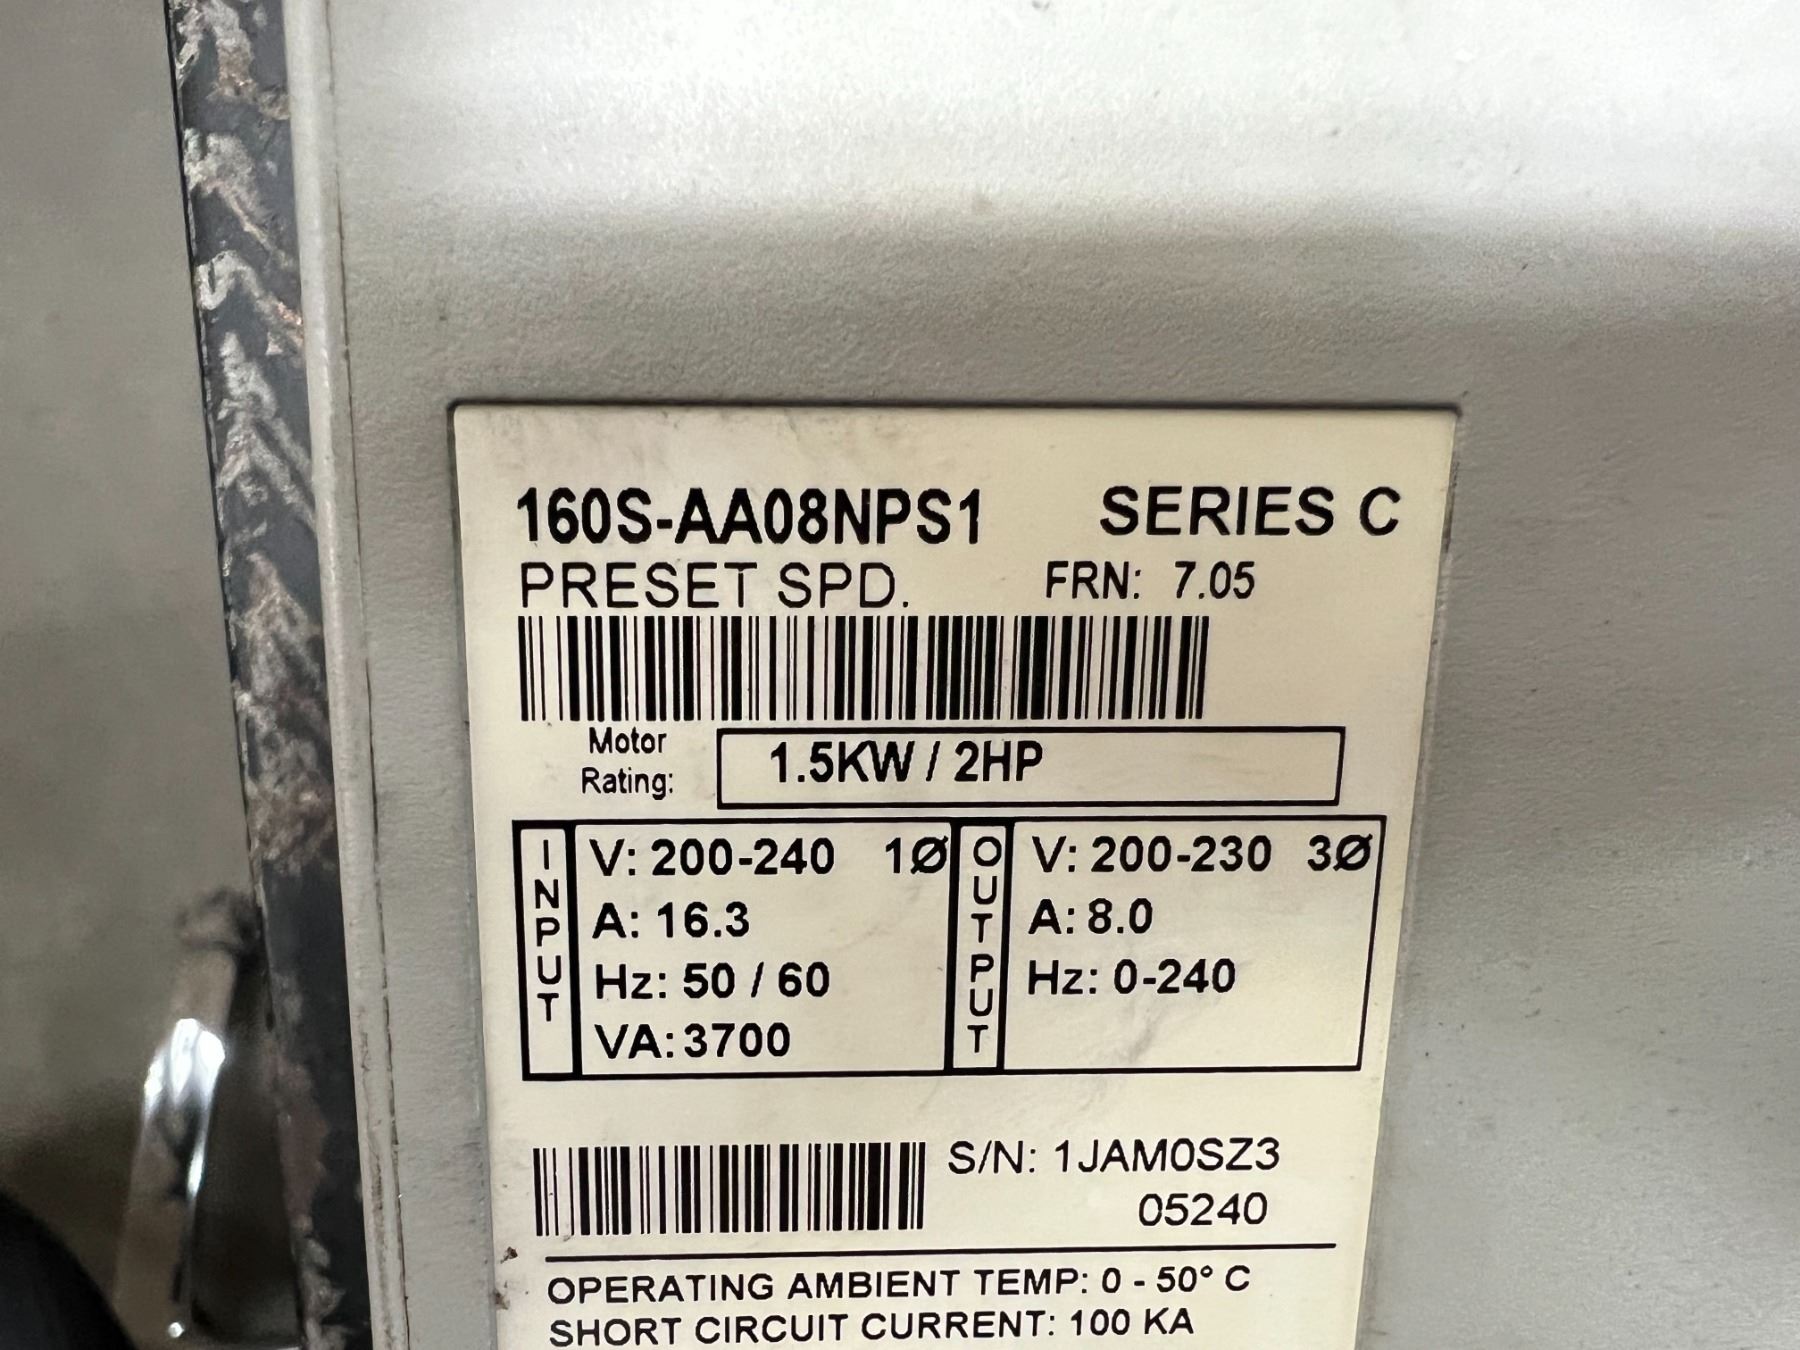 160S-AA08NPS1 SERIES C
PRESET SPD. FRN: 7.05
Motor
Rating: 1.5KW / 2HP
INPUT
V: 200-240 1Ø
A: 16.3
Hz: 50 / 60
VA: 3700
OUTPUT
V: 200-230 3Ø
A: 8.0
Hz: 0-240
S/N: 1JAM0SZ3
05240
OPERATING AMBIENT TEMP: 0 - 50° C
SHORT CIRCUIT CURRENT: 100 KA